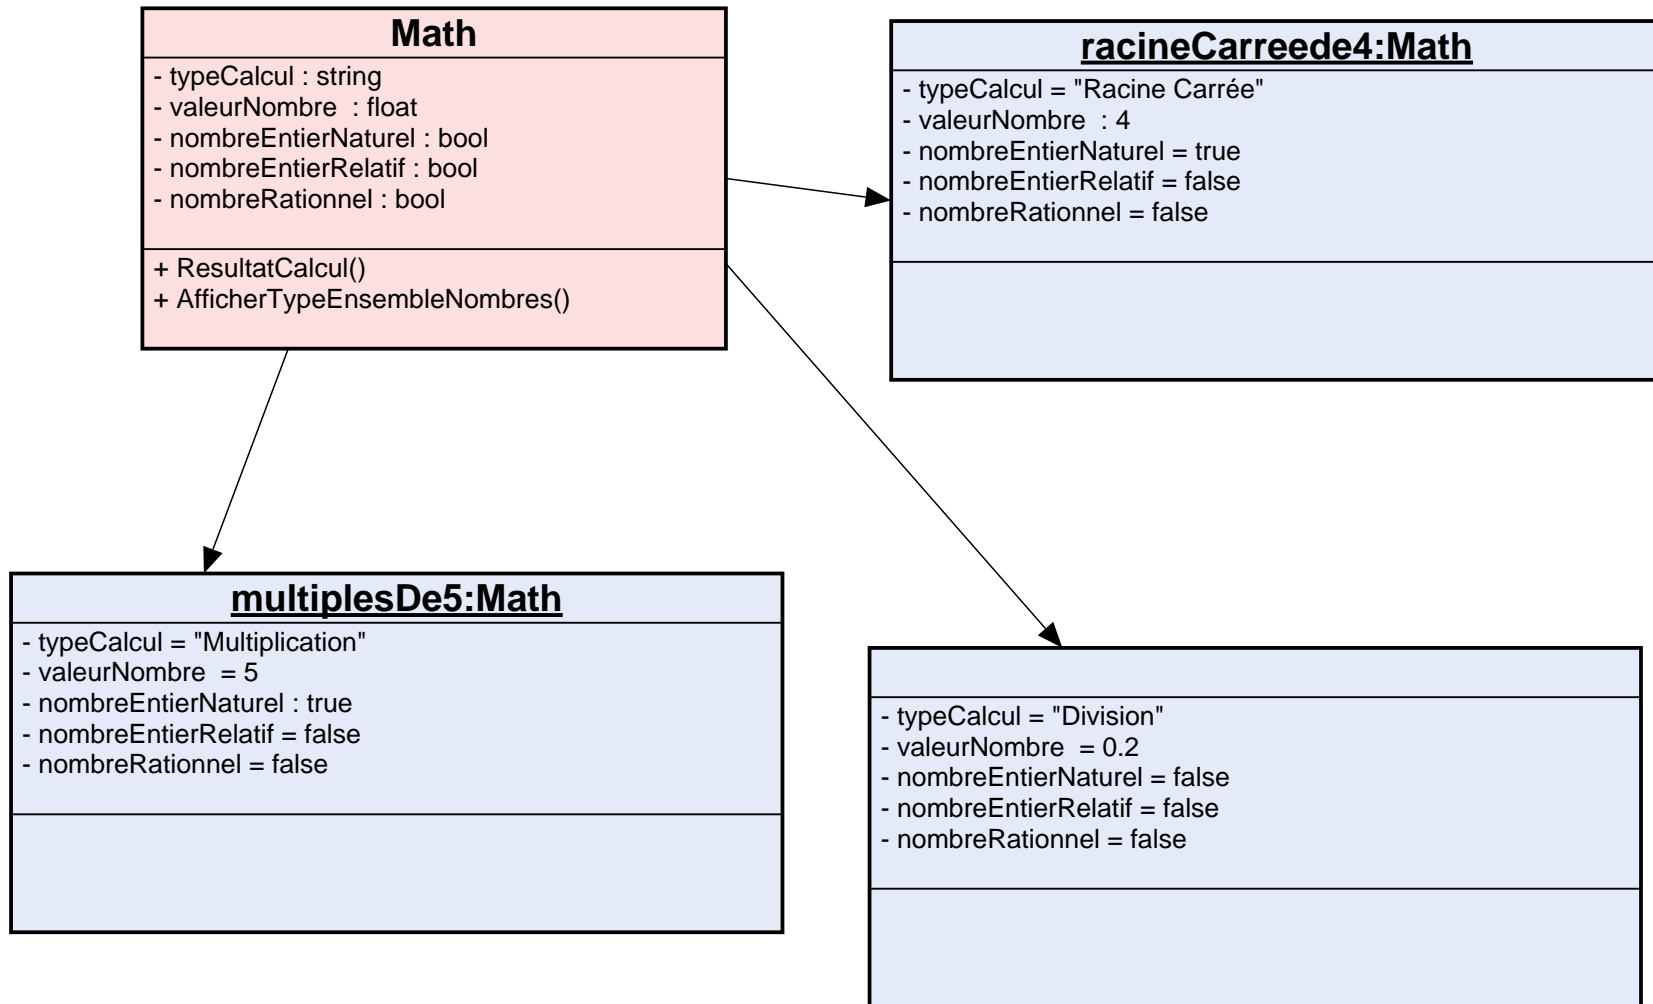 Math
- typeCalcul : string
- valeurNombre  : float
- nombreEntierNaturel : bool
- nombreEntierRelatif : bool
- nombreRationnel : bool
+ ResultatCalcul()
+ AfficherTypeEnsembleNombres()
racineCarreede4:Math
- typeCalcul = "Racine Carrée"
- valeurNombre  : 4
- nombreEntierNaturel = true
- nombreEntierRelatif = false
- nombreRationnel = false
multiplesDe5:Math
- typeCalcul = "Multiplication"
- valeurNombre  = 5
- nombreEntierNaturel : true
- nombreEntierRelatif = false
- nombreRationnel = false
- typeCalcul = "Division"
- valeurNombre  = 0.2
- nombreEntierNaturel = false
- nombreEntierRelatif = false
- nombreRationnel = false